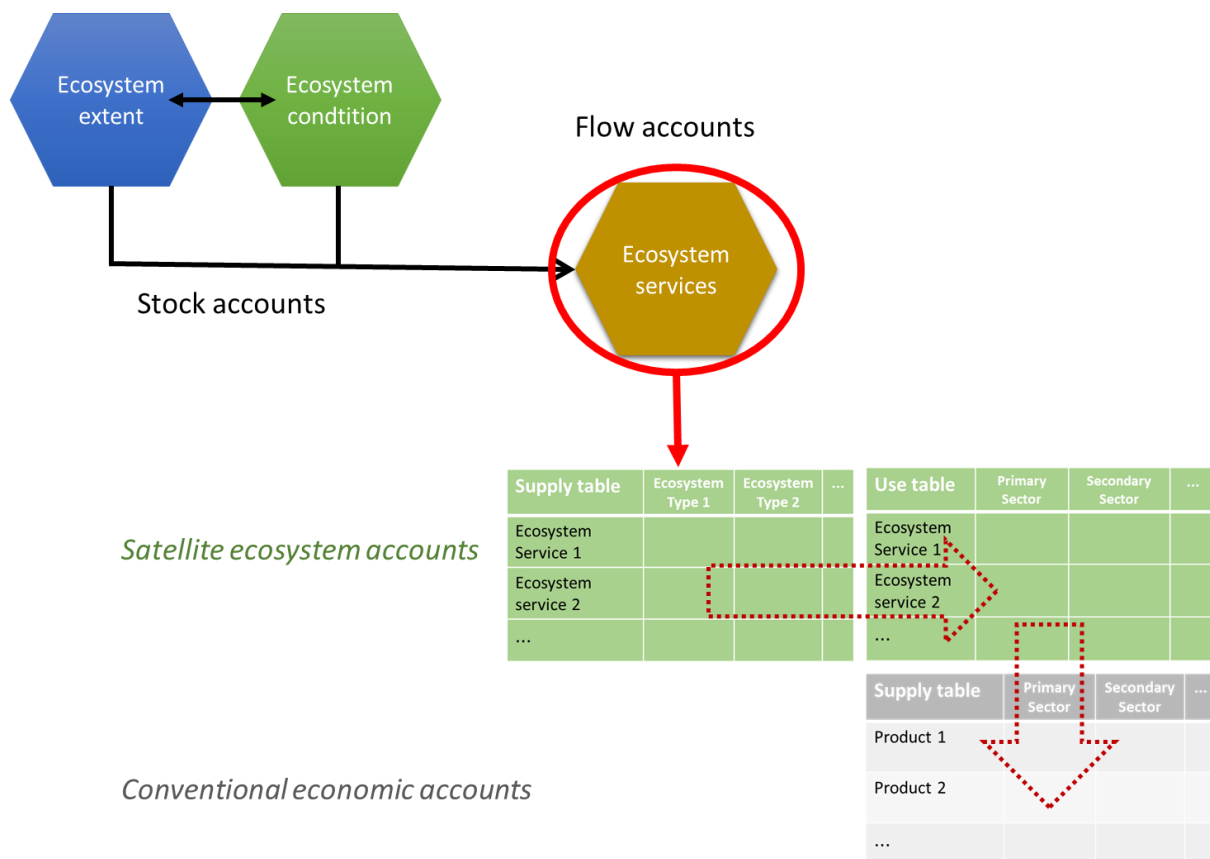 Ecosystem
extent
Ecosystem
condtition
Flow accounts
Ecosystem
services
Stock accounts
Supply table
Ecosystem
Type 1
Ecosystem
Type 2
...
Use table
Primary
Sector
Secondary
Sector
...
Satellite ecosystem accounts
Ecosystem
Service 1
Ecosystem
service 2
...
Ecosystem
Service 1
Ecosystem
service 2
...
Supply table
Primary
Sector
Secondary
Sector
...
Conventional economic accounts
Product 1
Product 2
...